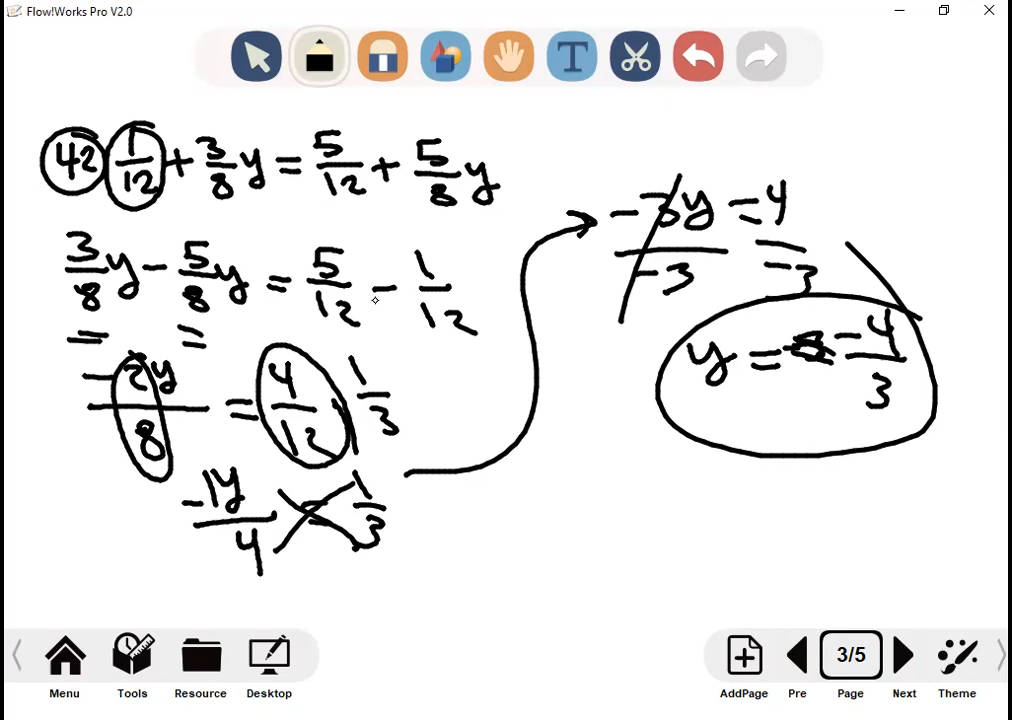 Flow!Works Pro V2.0
42 1/12 + 3/8 y = 5/12 + 5/8 y
3/8 y - 5/8 y = 5/12 - 1/12
= =
-2y/8 = 4/12 1/3
-1y/4 = 1/3
-3y/-3 = 4/-3
y = -4/3
Menu Tools Resource Desktop
AddPage Pre 3/5 Page Next Theme